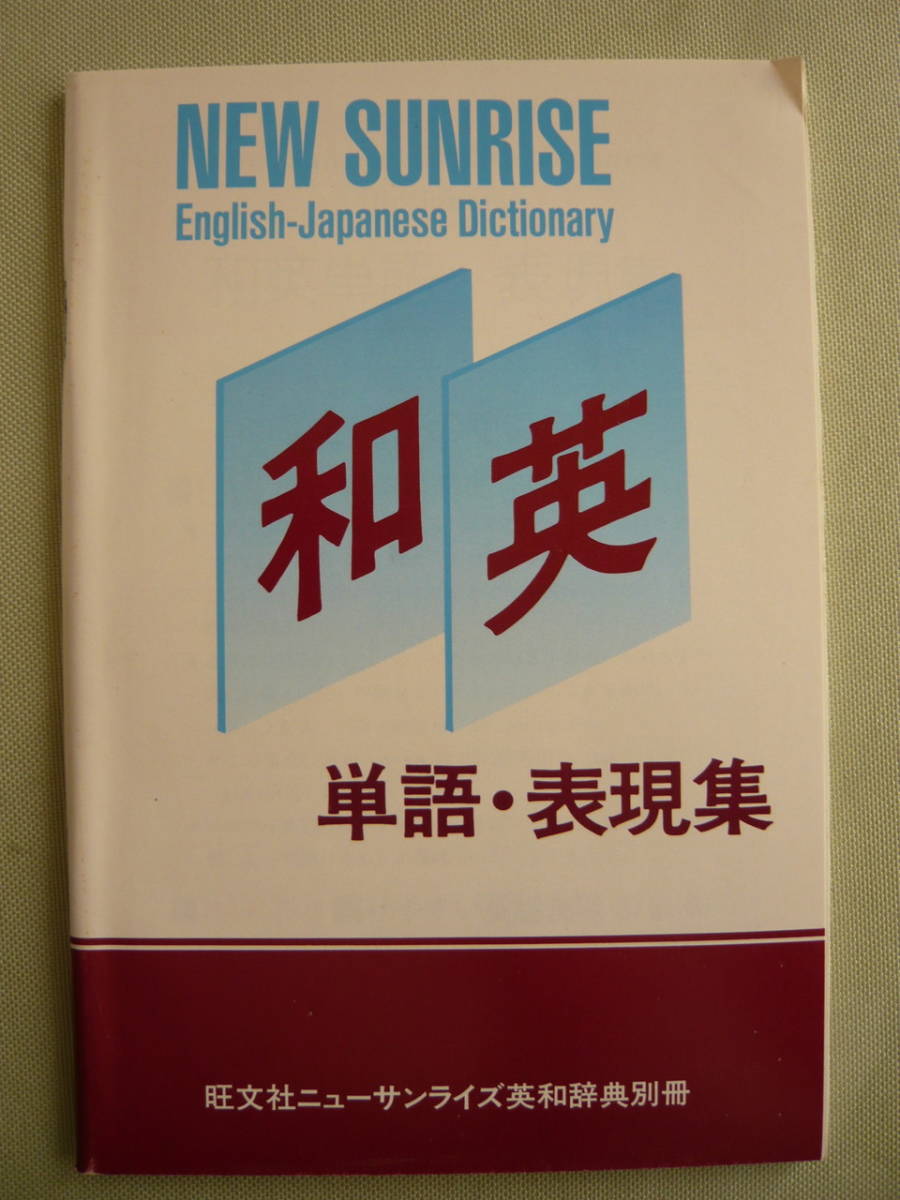 NEW SUNRISE
English-Japanese Dictionary
和英
単語・表現集
旺文社ニューサンライズ英和辞典別冊